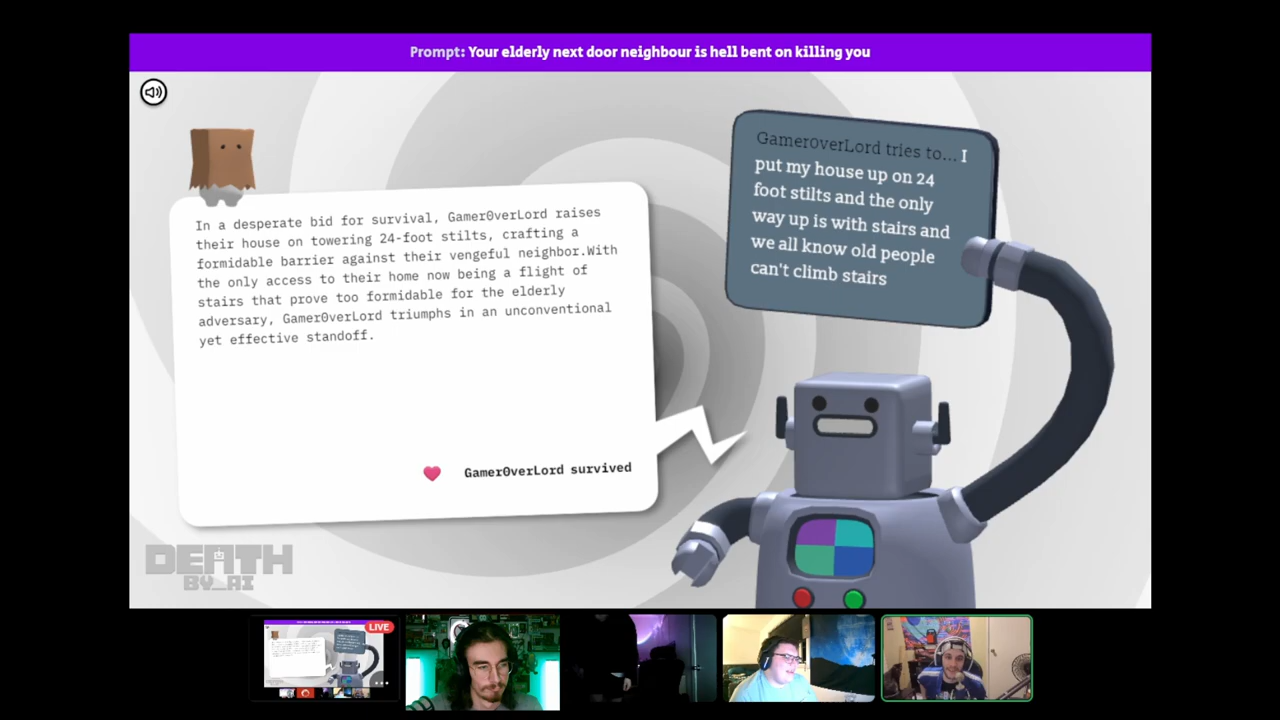 Prompt: Your elderly next door neighbour is hell bent on killing you
Gamer0verLord tries to... I
put my house up on 24
foot stilts and the only
way up is with stairs and
we all know old people
can't climb stairs
In a desperate bid for survival, Gamer0verLord raises
their house on towering 24-foot stilts, crafting a
formidable barrier against their vengeful neighbor.With
the only access to their home now being a flight of
stairs that prove too formidable for the elderly
adversary, Gamer0verLord triumphs in an unconventional
yet effective standoff.
Gamer0verLord survived
DEATH
BY_AI
LIVE